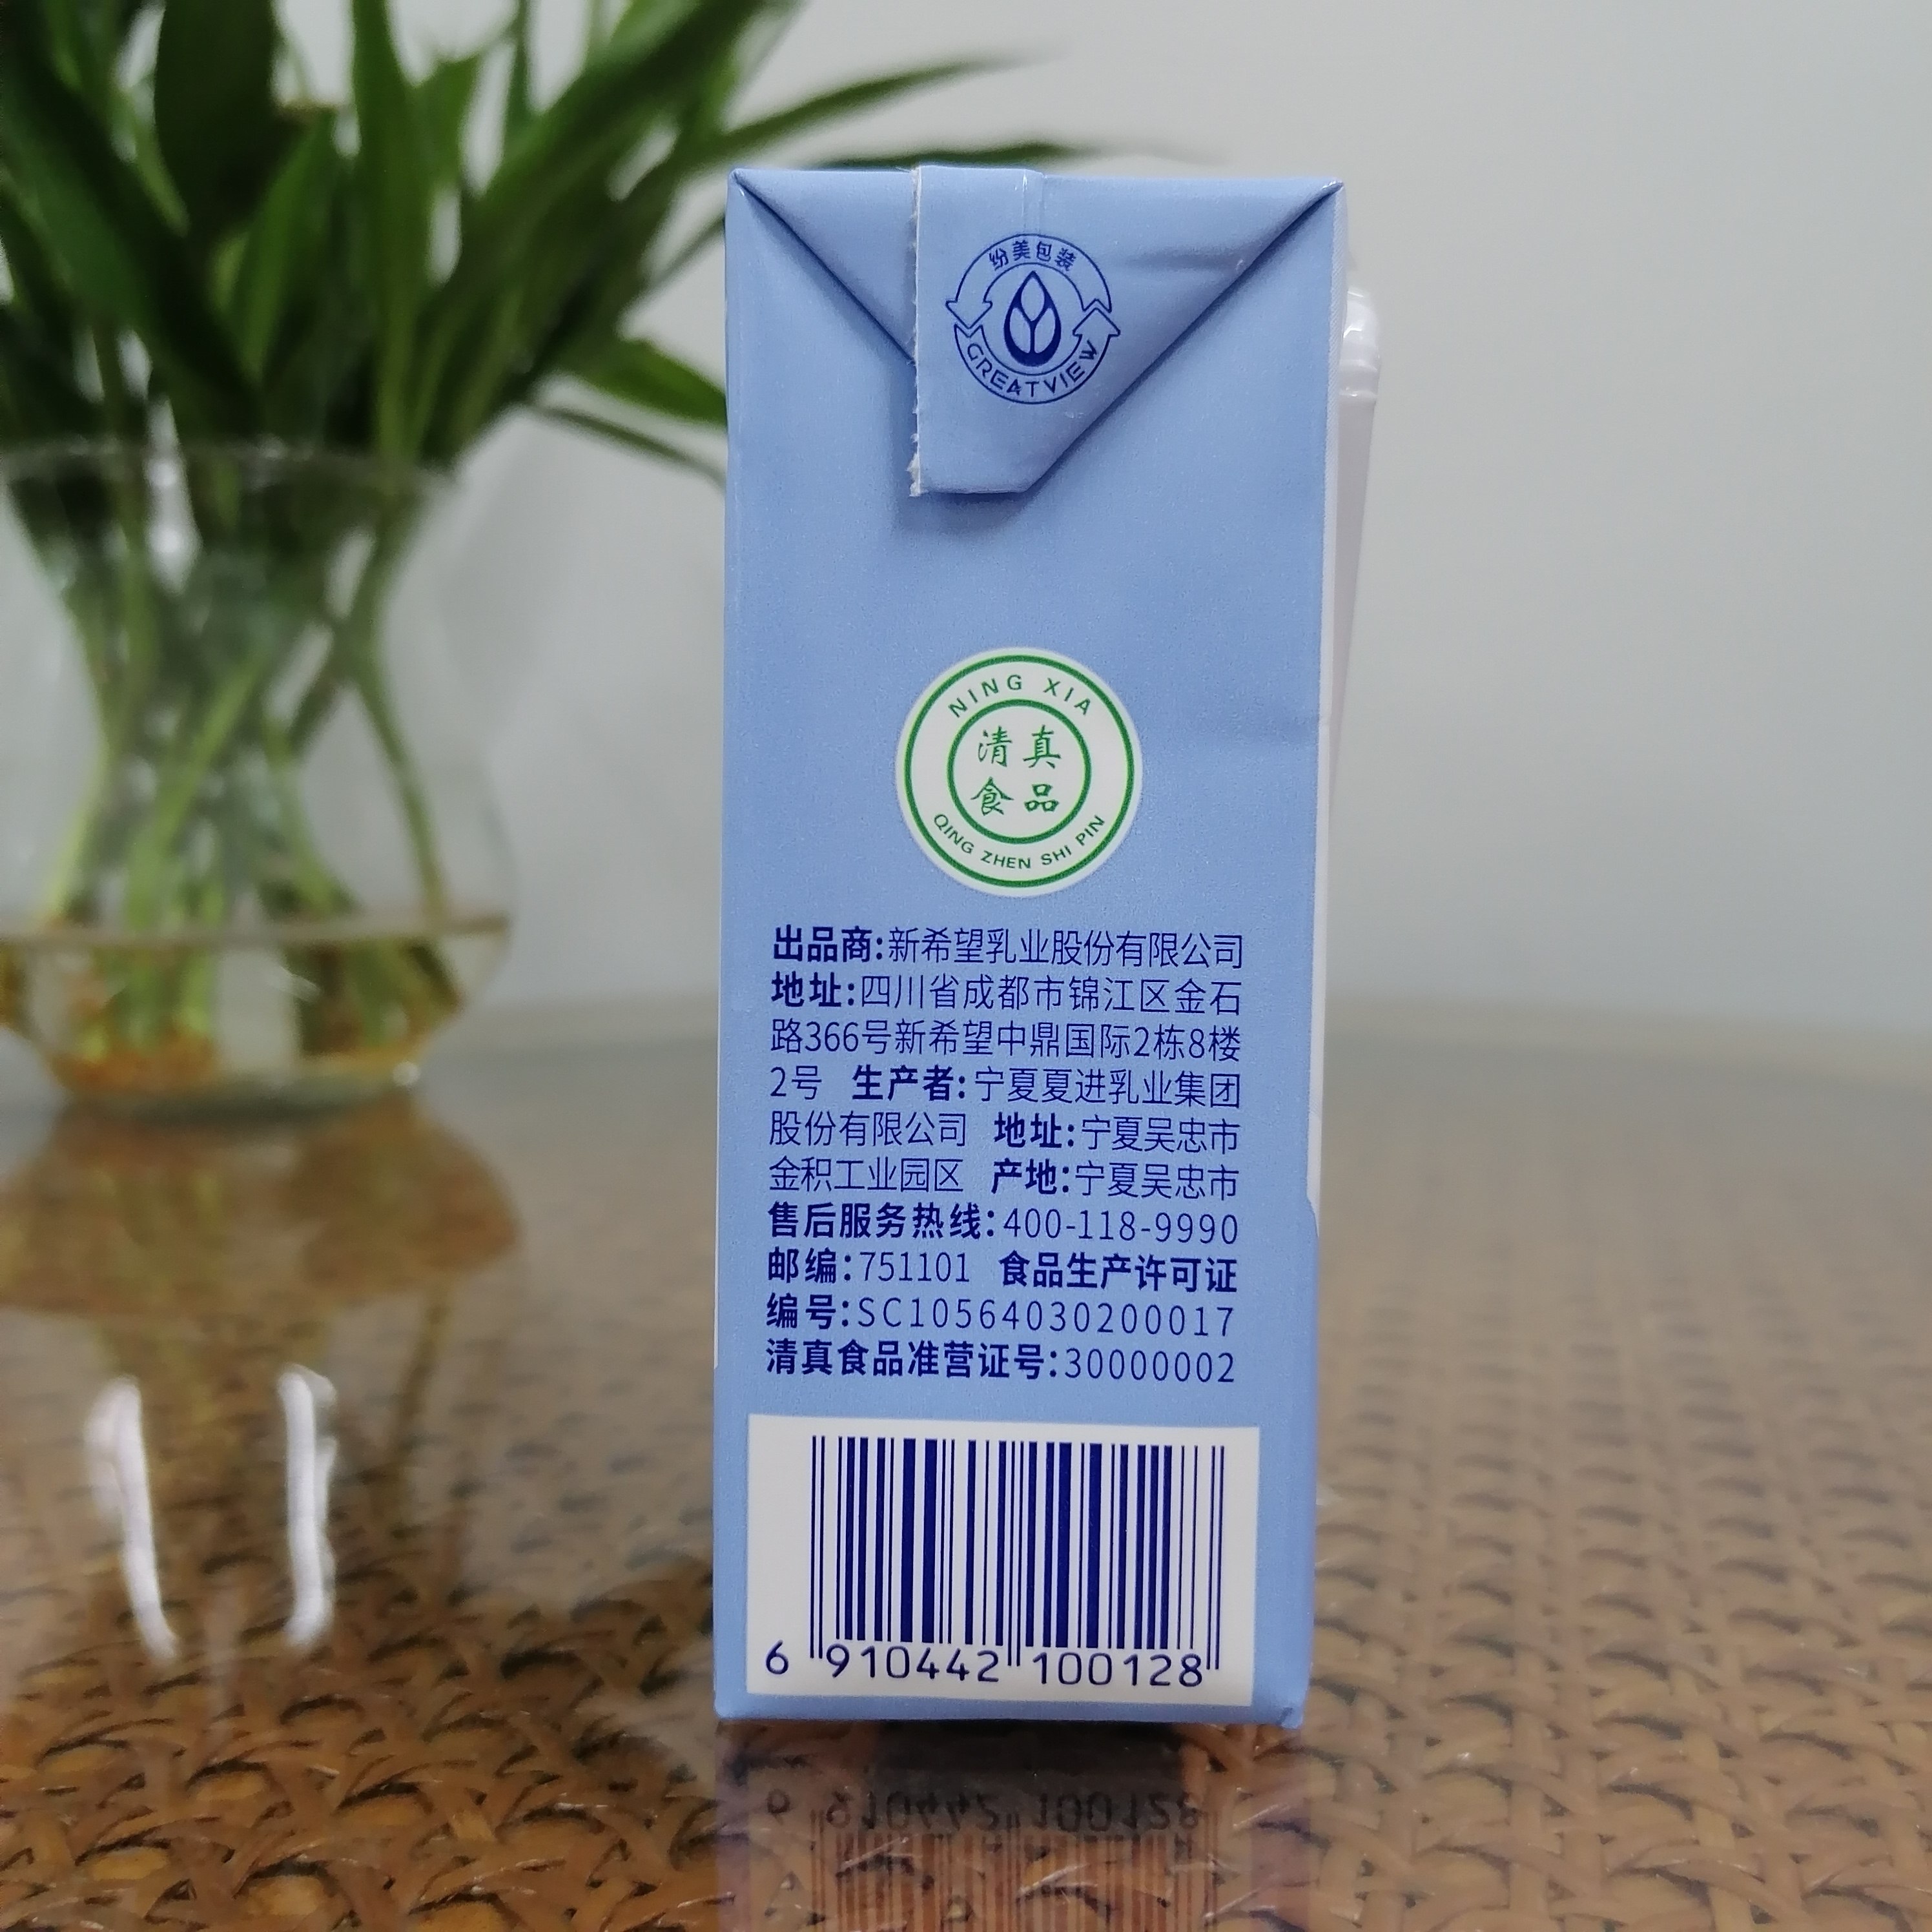 纷美包装
GREATVIEW
NING XIA
清真
食品
QING ZHEN SHI PIN
出品商:新希望乳业股份有限公司
地址:四川省成都市锦江区金石
路366号新希望中鼎国际2栋8楼
2号 生产者:宁夏夏进乳业集团
股份有限公司 地址:宁夏吴忠市
金积工业园区 产地:宁夏吴忠市
售后服务热线:400-118-9990
邮编:751101 食品生产许可证
编号:SC10564030200017
清真食品准营证号:30000002
6 910442 100128